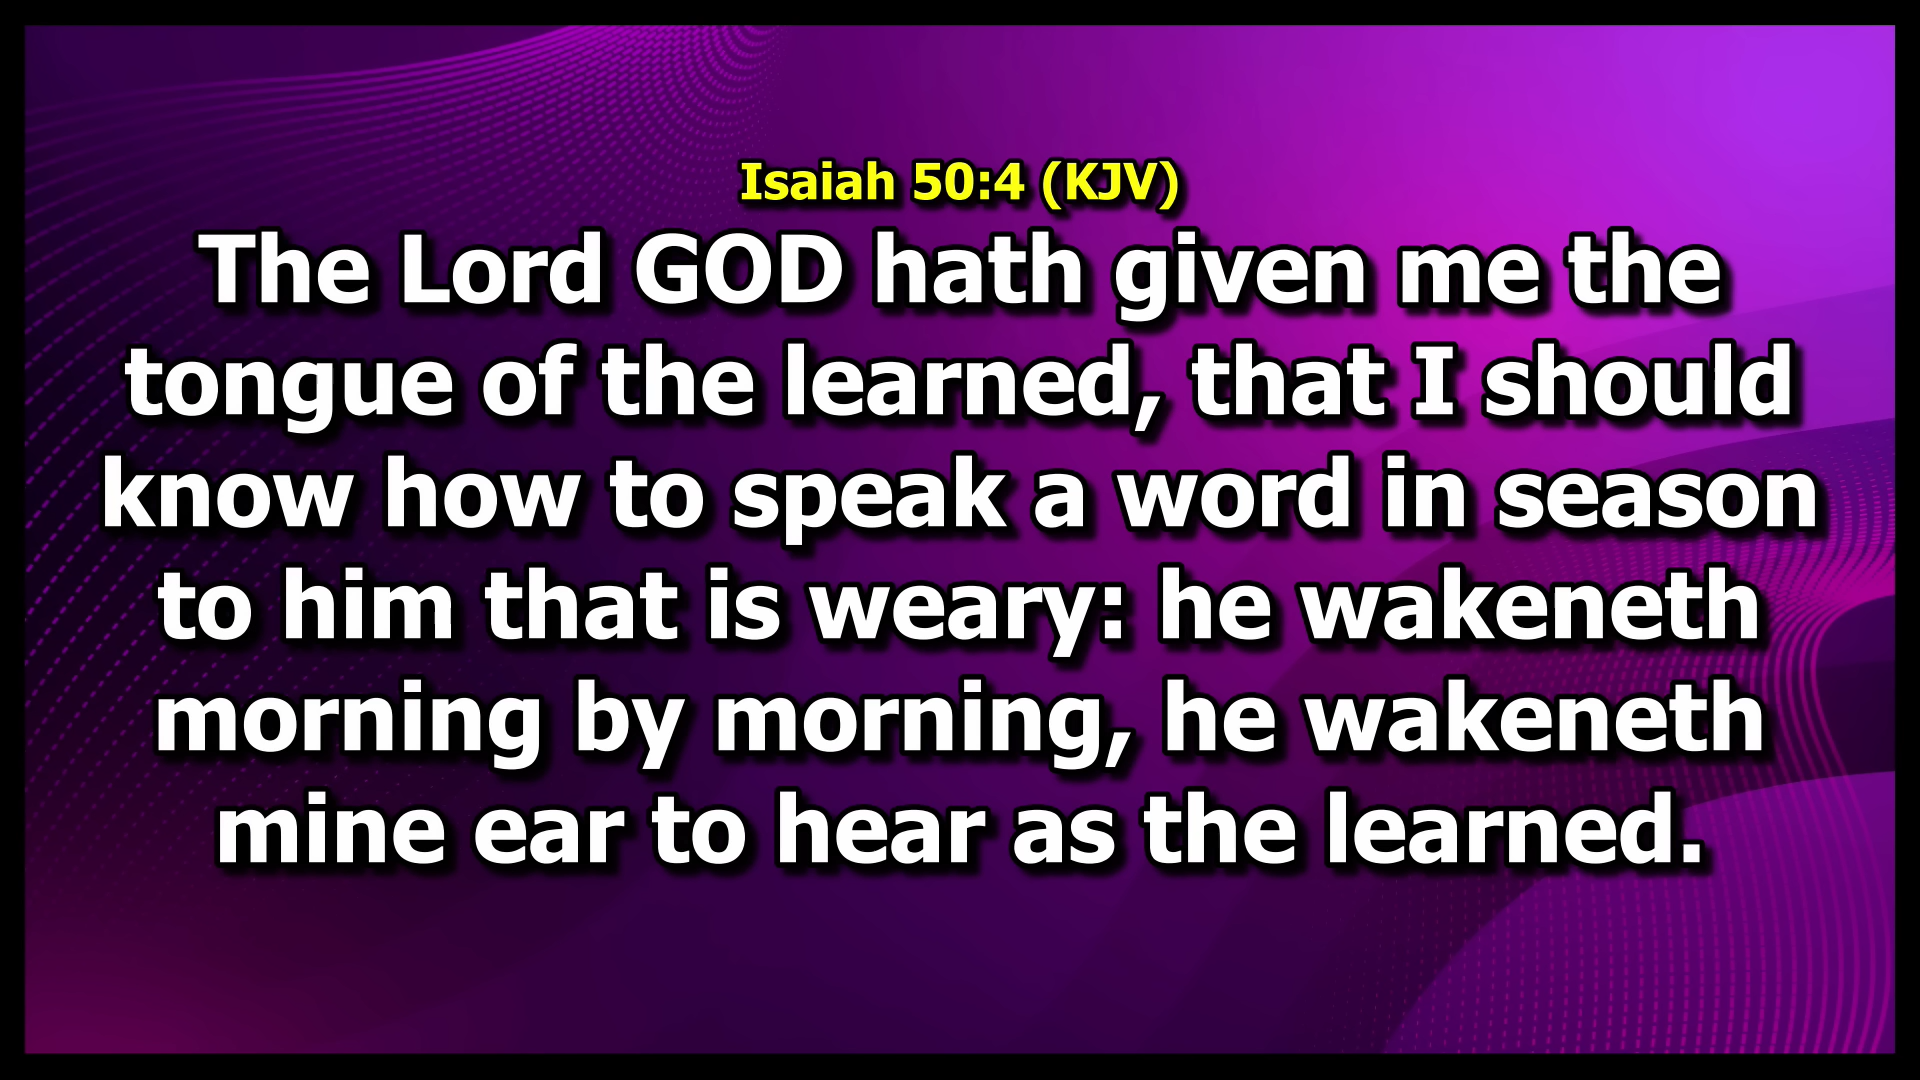 Isaiah 50:4 (KJV)
The Lord GOD hath given me the
tongue of the learned, that I should
know how to speak a word in season
to him that is weary: he wakeneth
morning by morning, he wakeneth
mine ear to hear as the learned.